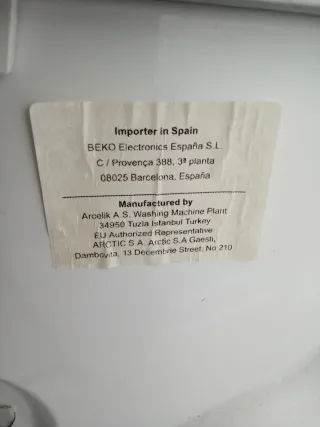 Importer in Spain
BEKO Electronics España S.L.
C / Provença 388, 3ª planta
08025 Barcelona, España
Manufactured by
Arcelik A.S. Washing Machine Plant
34950 Tuzla Istanbul Turkey
EU Authorized Representative
ARCTIC S.A. Arctic S.A Gaesti,
Dambovita, 13 Decembrie Street, No 210